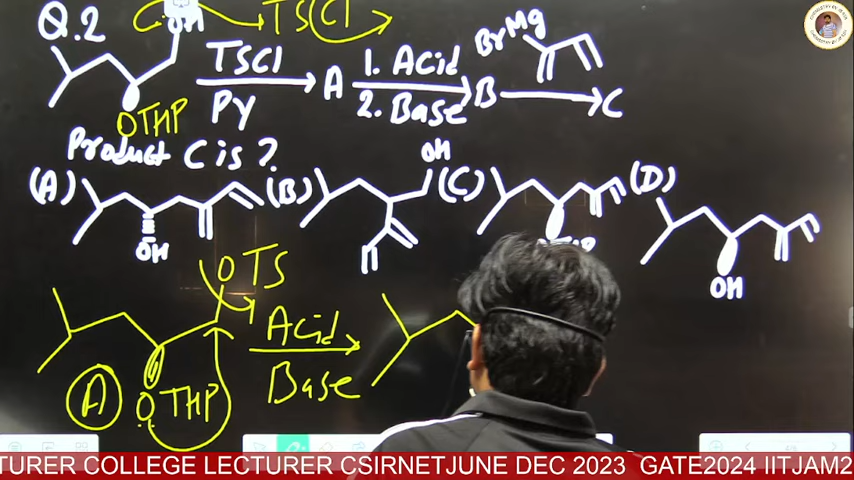 Q.2
OH
TSCl
OTHP
TSCl
Py
A
1. Acid
2. Base
B
BrMg
C
Product C is ?
(A)
OH
(B)
OH
(C)
(D)
OH
OTS
A
OTHP
Acid
Base
TURER COLLEGE LECTURER CSIRNETJUNE DEC 2023 GATE2024 IITJAM2